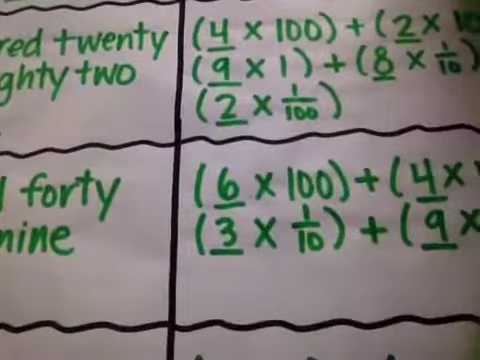 red twenty
ghty two
(4 × 100) + (2 × 10
(9 × 1) + (8 × 1/10)
(2 × 1/100)
forty
nine
(6 × 100) + (4 ×
(3 × 1/10) + (9 ×